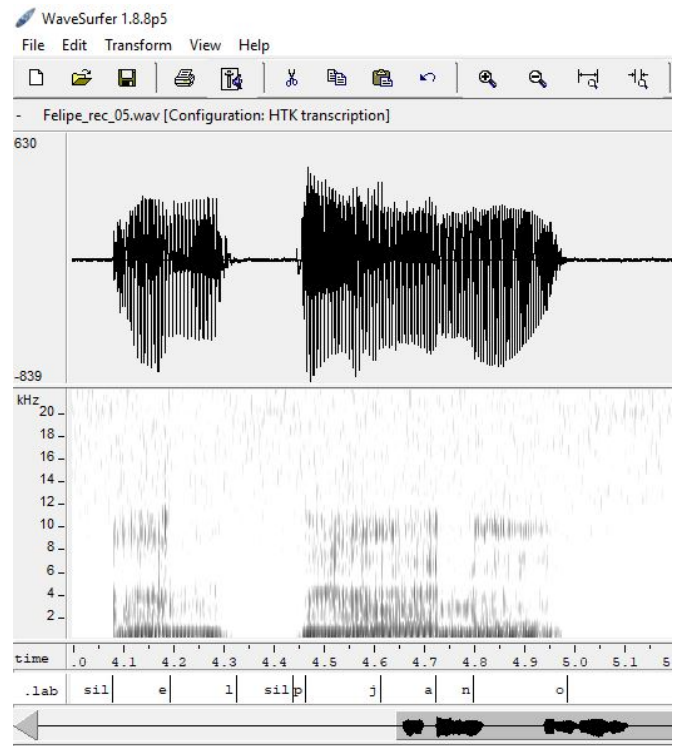 WaveSurfer 1.8.8p5
File Edit Transform View Help
- Felipe_rec_05.wav [Configuration: HTK transcription]
630
-839
kHz
20
18
16
14
12
10
8
6
4
2
time .0 4.1 4.2 4.3 4.4 4.5 4.6 4.7 4.8 4.9 5.0 5.1 5
.lab sil e l sil p j a n o